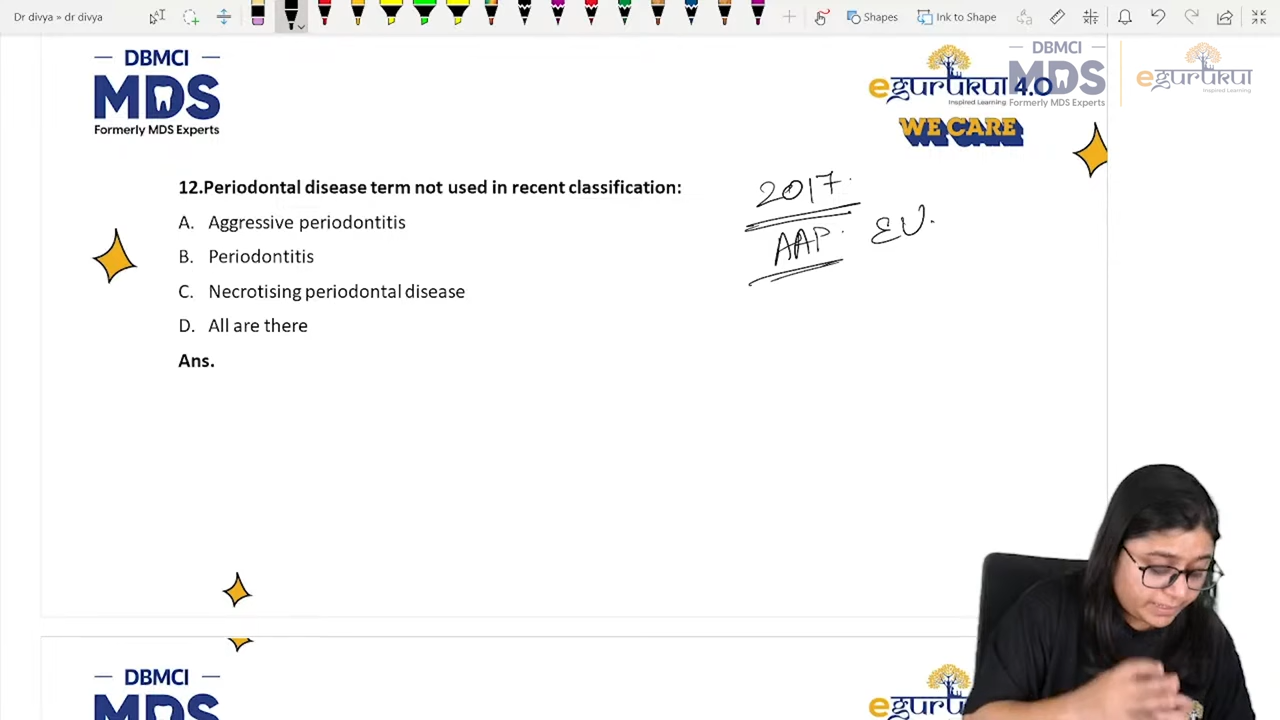 Dr divya » dr divya
Shapes
Ink to Shape
DBMCI
MDS
Formerly MDS Experts
eGurukul 4.0
Inspired Learning
WE CARE
DBMCI
MDS
Formerly MDS Experts
eGurukul
Inspired Learning
12.Periodontal disease term not used in recent classification:
A. Aggressive periodontitis
B. Periodontitis
C. Necrotising periodontal disease
D. All are there
Ans.
2017
AAP. EU.
DBMCI
MDS
eGurukul